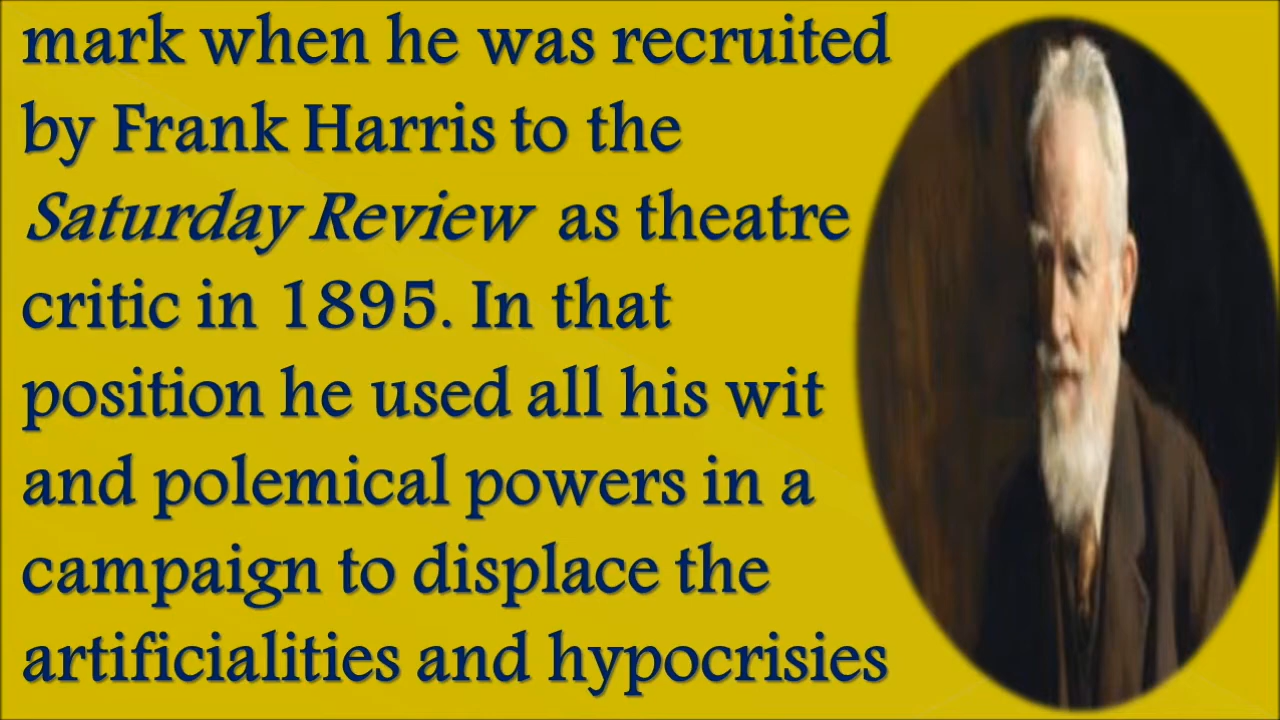 mark when he was recruited
by Frank Harris to the
Saturday Review as theatre
critic in 1895. In that
position he used all his wit
and polemical powers in a
campaign to displace the
artificialities and hypocrisies